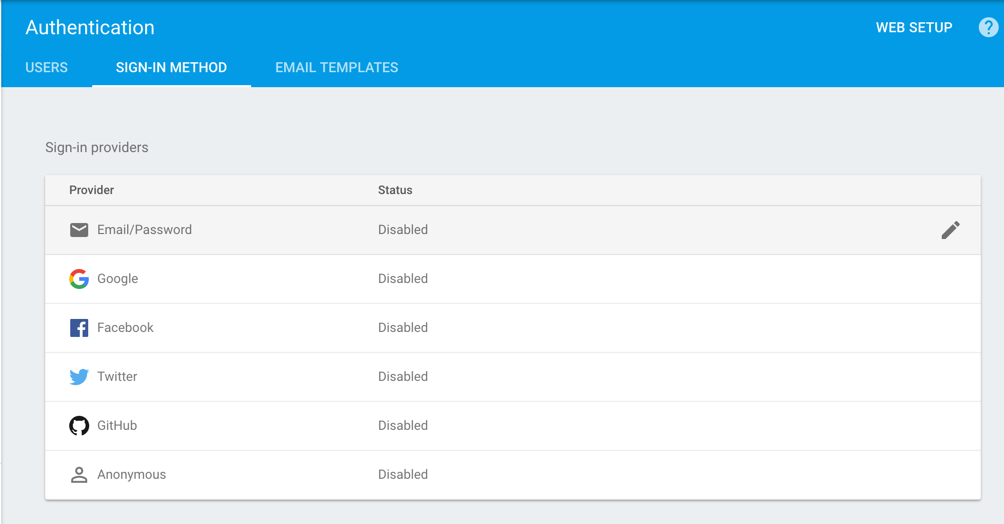 Authentication
WEB SETUP
?
USERS SIGN-IN METHOD EMAIL TEMPLATES
Sign-in providers
Provider Status
Email/Password Disabled
Google Disabled
Facebook Disabled
Twitter Disabled
GitHub Disabled
Anonymous Disabled